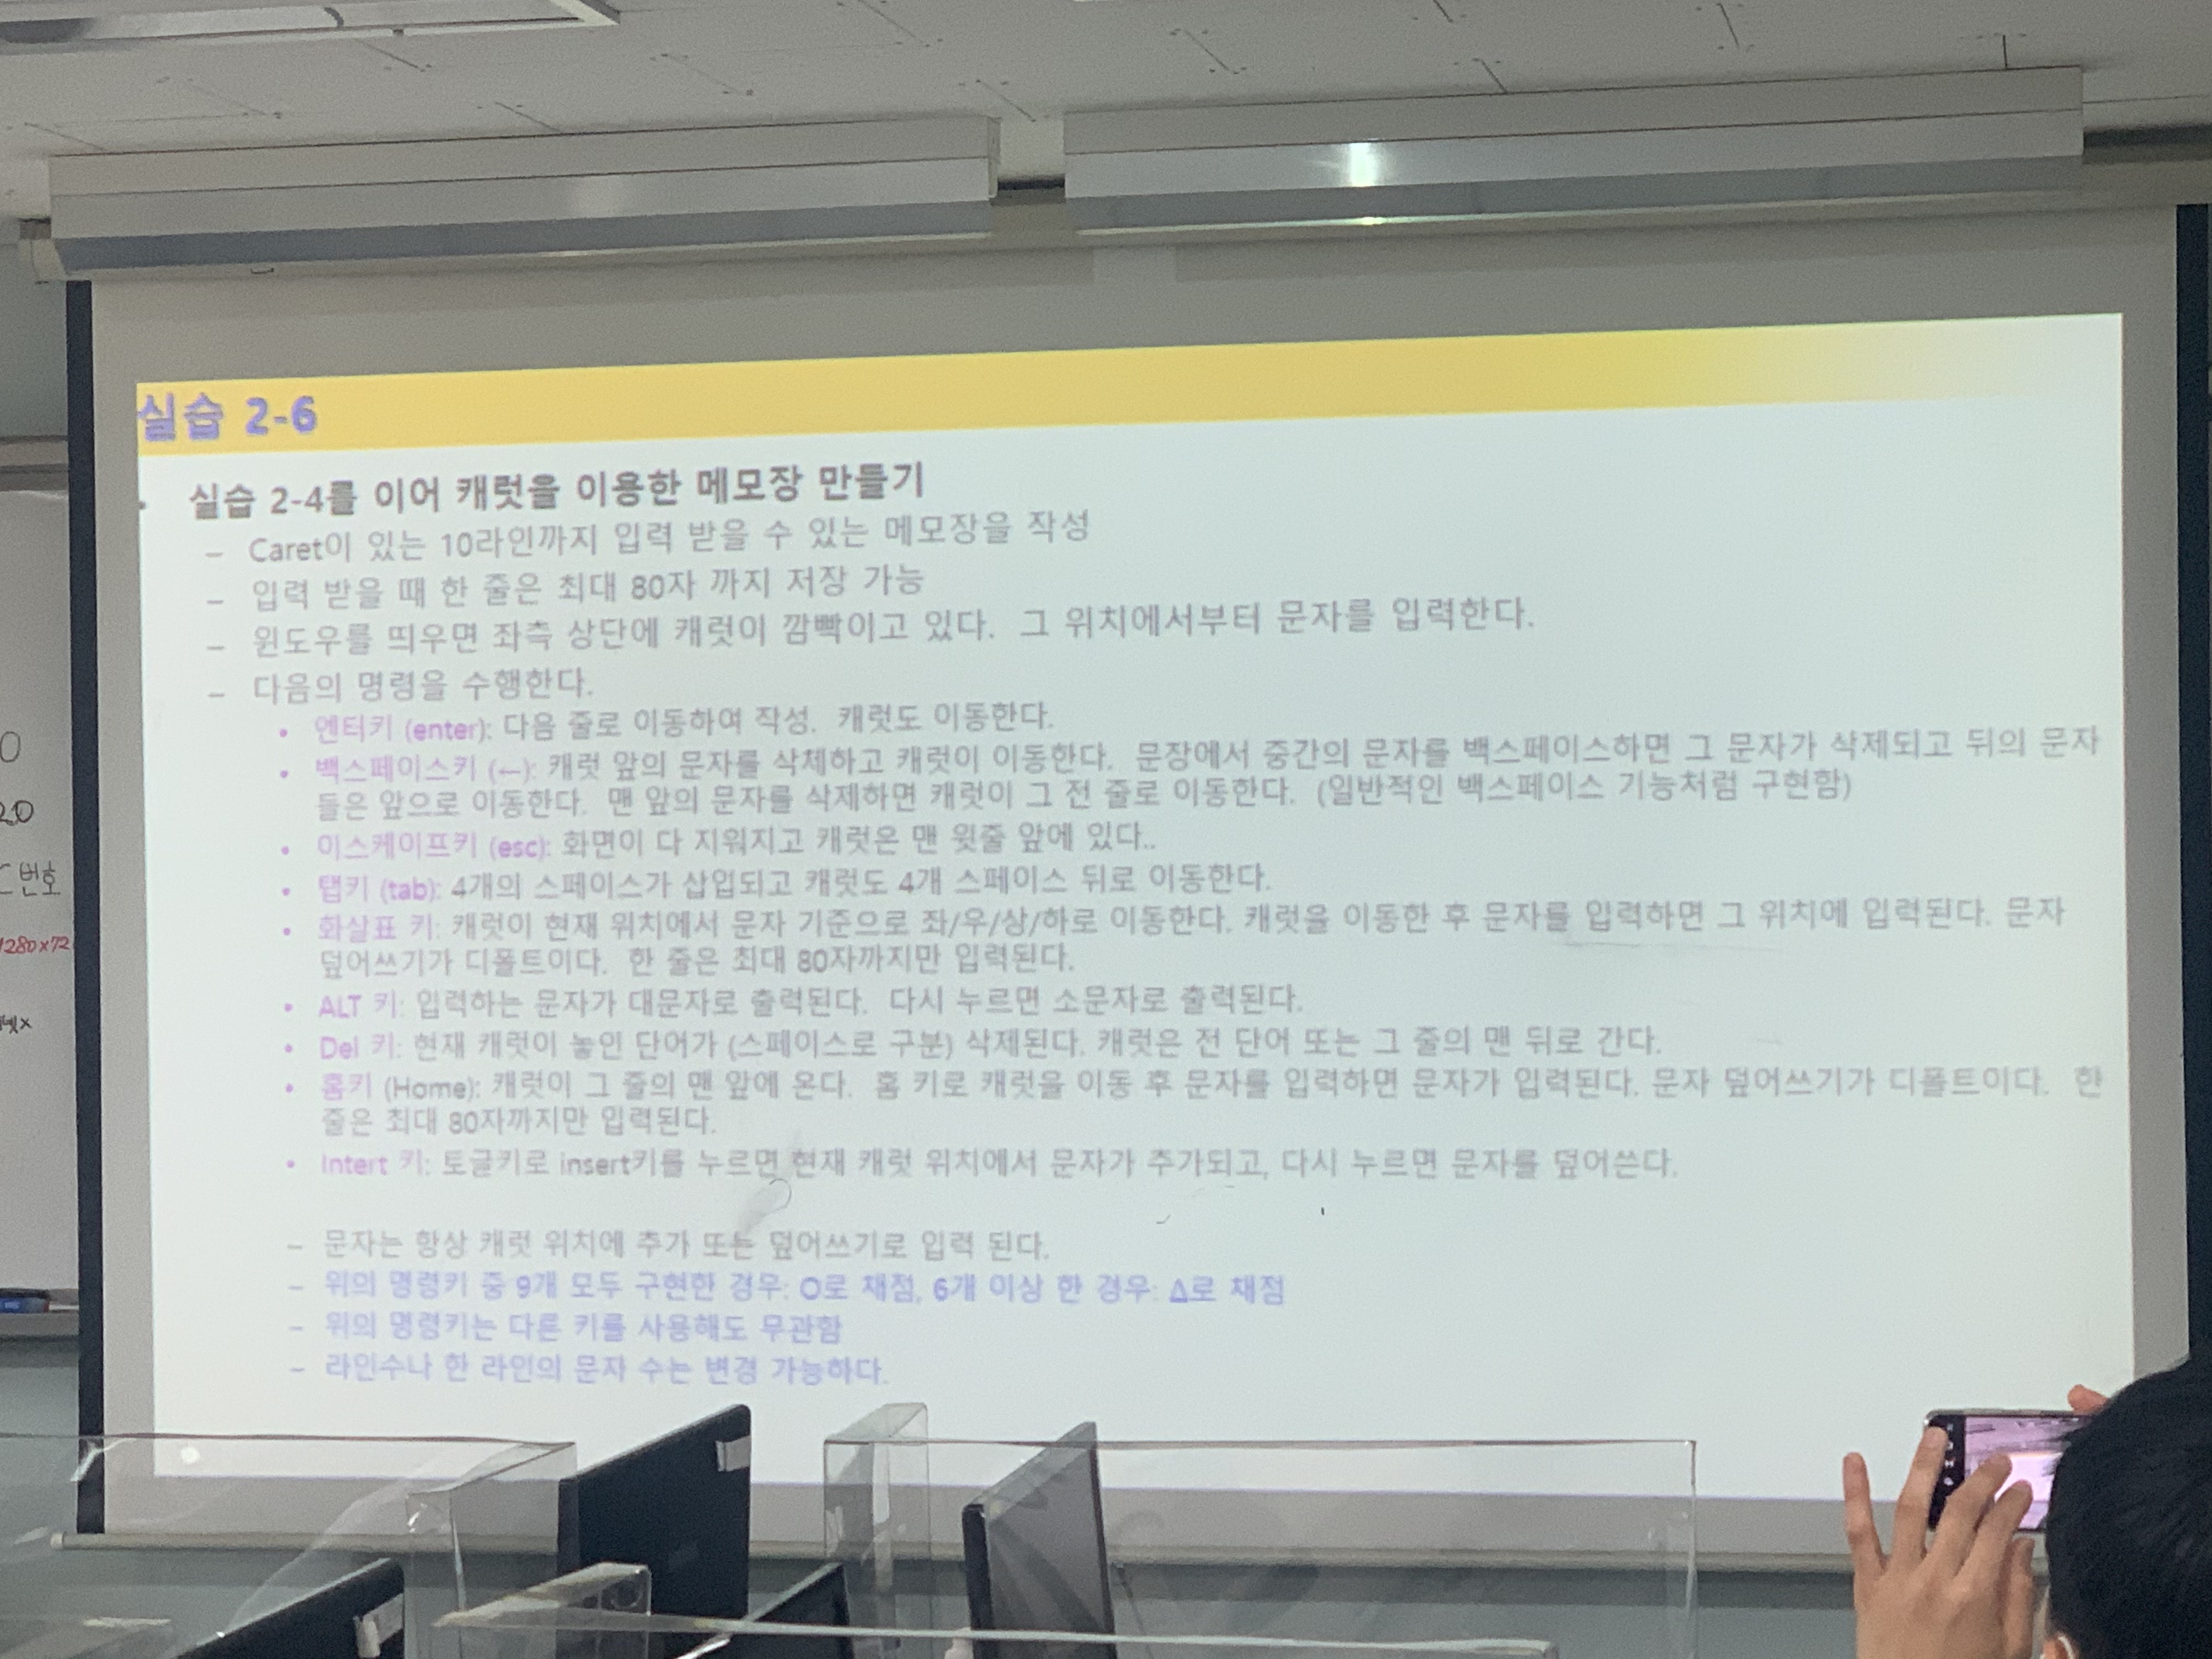 실습 2-6
• 실습 2-4를 이어 캐럿을 이용한 메모장 만들기
– Caret이 있는 10라인까지 입력 받을 수 있는 메모장을 작성
– 입력 받을 때 한 줄은 최대 80자 까지 저장 가능
– 윈도우를 띄우면 좌측 상단에 캐럿이 깜빡이고 있다. 그 위치에서부터 문자를 입력한다.
– 다음의 명령을 수행한다.
• 엔터키 (enter): 다음 줄로 이동하여 작성. 캐럿도 이동한다.
• 백스페이스키 (←): 캐럿 앞의 문자를 삭제하고 캐럿이 이동한다. 문장에서 중간의 문자를 백스페이스하면 그 문자가 삭제되고 뒤의 문자
들은 앞으로 이동한다. 맨 앞의 문자를 삭제하면 캐럿이 그 전 줄로 이동한다. (일반적인 백스페이스 기능처럼 구현함)
• 이스케이프키 (esc): 화면이 다 지워지고 캐럿은 맨 윗줄 앞에 있다..
• 탭키 (tab): 4개의 스페이스가 삽입되고 캐럿도 4개 스페이스 뒤로 이동한다.
• 화살표 키: 캐럿이 현재 위치에서 문자 기준으로 좌/우/상/하로 이동한다. 캐럿을 이동한 후 문자를 입력하면 그 위치에 입력된다. 문자
덮어쓰기가 디폴트이다. 한 줄은 최대 80자까지만 입력된다.
• ALT 키: 입력하는 문자가 대문자로 출력된다. 다시 누르면 소문자로 출력된다.
• Del 키: 현재 캐럿이 놓인 단어가 (스페이스로 구분) 삭제된다. 캐럿은 전 단어 또는 그 줄의 맨 뒤로 간다.
• 홈키 (Home): 캐럿이 그 줄의 맨 앞에 온다. 홈 키로 캐럿을 이동 후 문자를 입력하면 문자가 입력된다. 문자 덮어쓰기가 디폴트이다. 한
줄은 최대 80자까지만 입력된다.
• Intert 키: 토글키로 insert키를 누르면 현재 캐럿 위치에서 문자가 추가되고, 다시 누르면 문자를 덮어쓴다.
– 문자는 항상 캐럿 위치에 추가 또는 덮어쓰기로 입력 된다.
– 위의 명령키 중 9개 모두 구현한 경우: O로 채점, 6개 이상 한 경우: Δ로 채점
– 위의 명령키는 다른 키를 사용해도 무관함
– 라인수나 한 라인의 문자 수는 변경 가능하다.
20
번호
1280x72